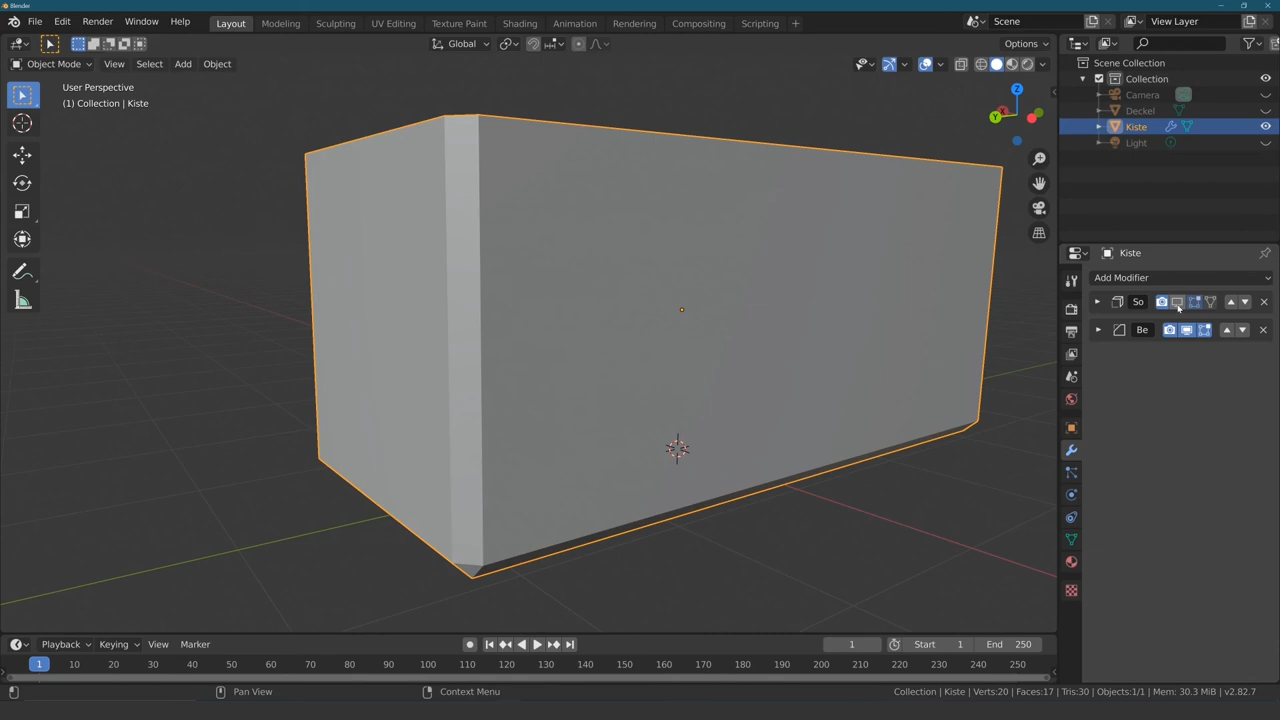 Blender
File Edit Render Window Help
Layout Modeling Sculpting UV Editing Texture Paint Shading Animation Rendering Compositing Scripting +
Scene
View Layer
Global
Options
Object Mode View Select Add Object
User Perspective
(1) Collection | Kiste
Z
Y
X
Scene Collection
Collection
Camera
Deckel
Kiste
Light
Kiste
Add Modifier
So
Be
Playback Keying View Marker
1
Start 1
End 250
1 10 20 30 40 50 60 70 80 90 100 110 120 130 140 150 160 170 180 190 200 210 220 230 240 250
Pan View
Context Menu
Collection | Kiste | Verts:20 | Faces:17 | Tris:30 | Objects:1/1 | Mem: 30.3 MiB | v2.82.7